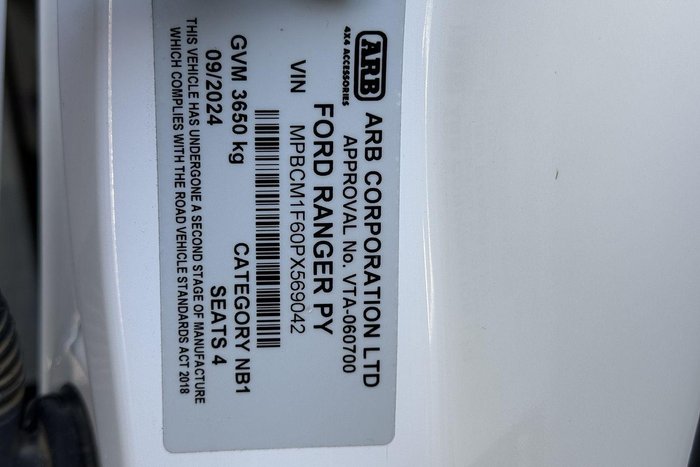 ARB
4X4 ACCESSORIES
ARB CORPORATION LTD
APPROVAL No. VTA-060700
FORD RANGER PY
VIN MPBCM1F60PX569042
GVM 3650 kg CATEGORY NB1
09/2024 SEATS 4
THIS VEHICLE HAS UNDERGONE A SECOND STAGE OF MANUFACTURE
WHICH COMPLIES WITH THE ROAD VEHICLE STANDARDS ACT 2018